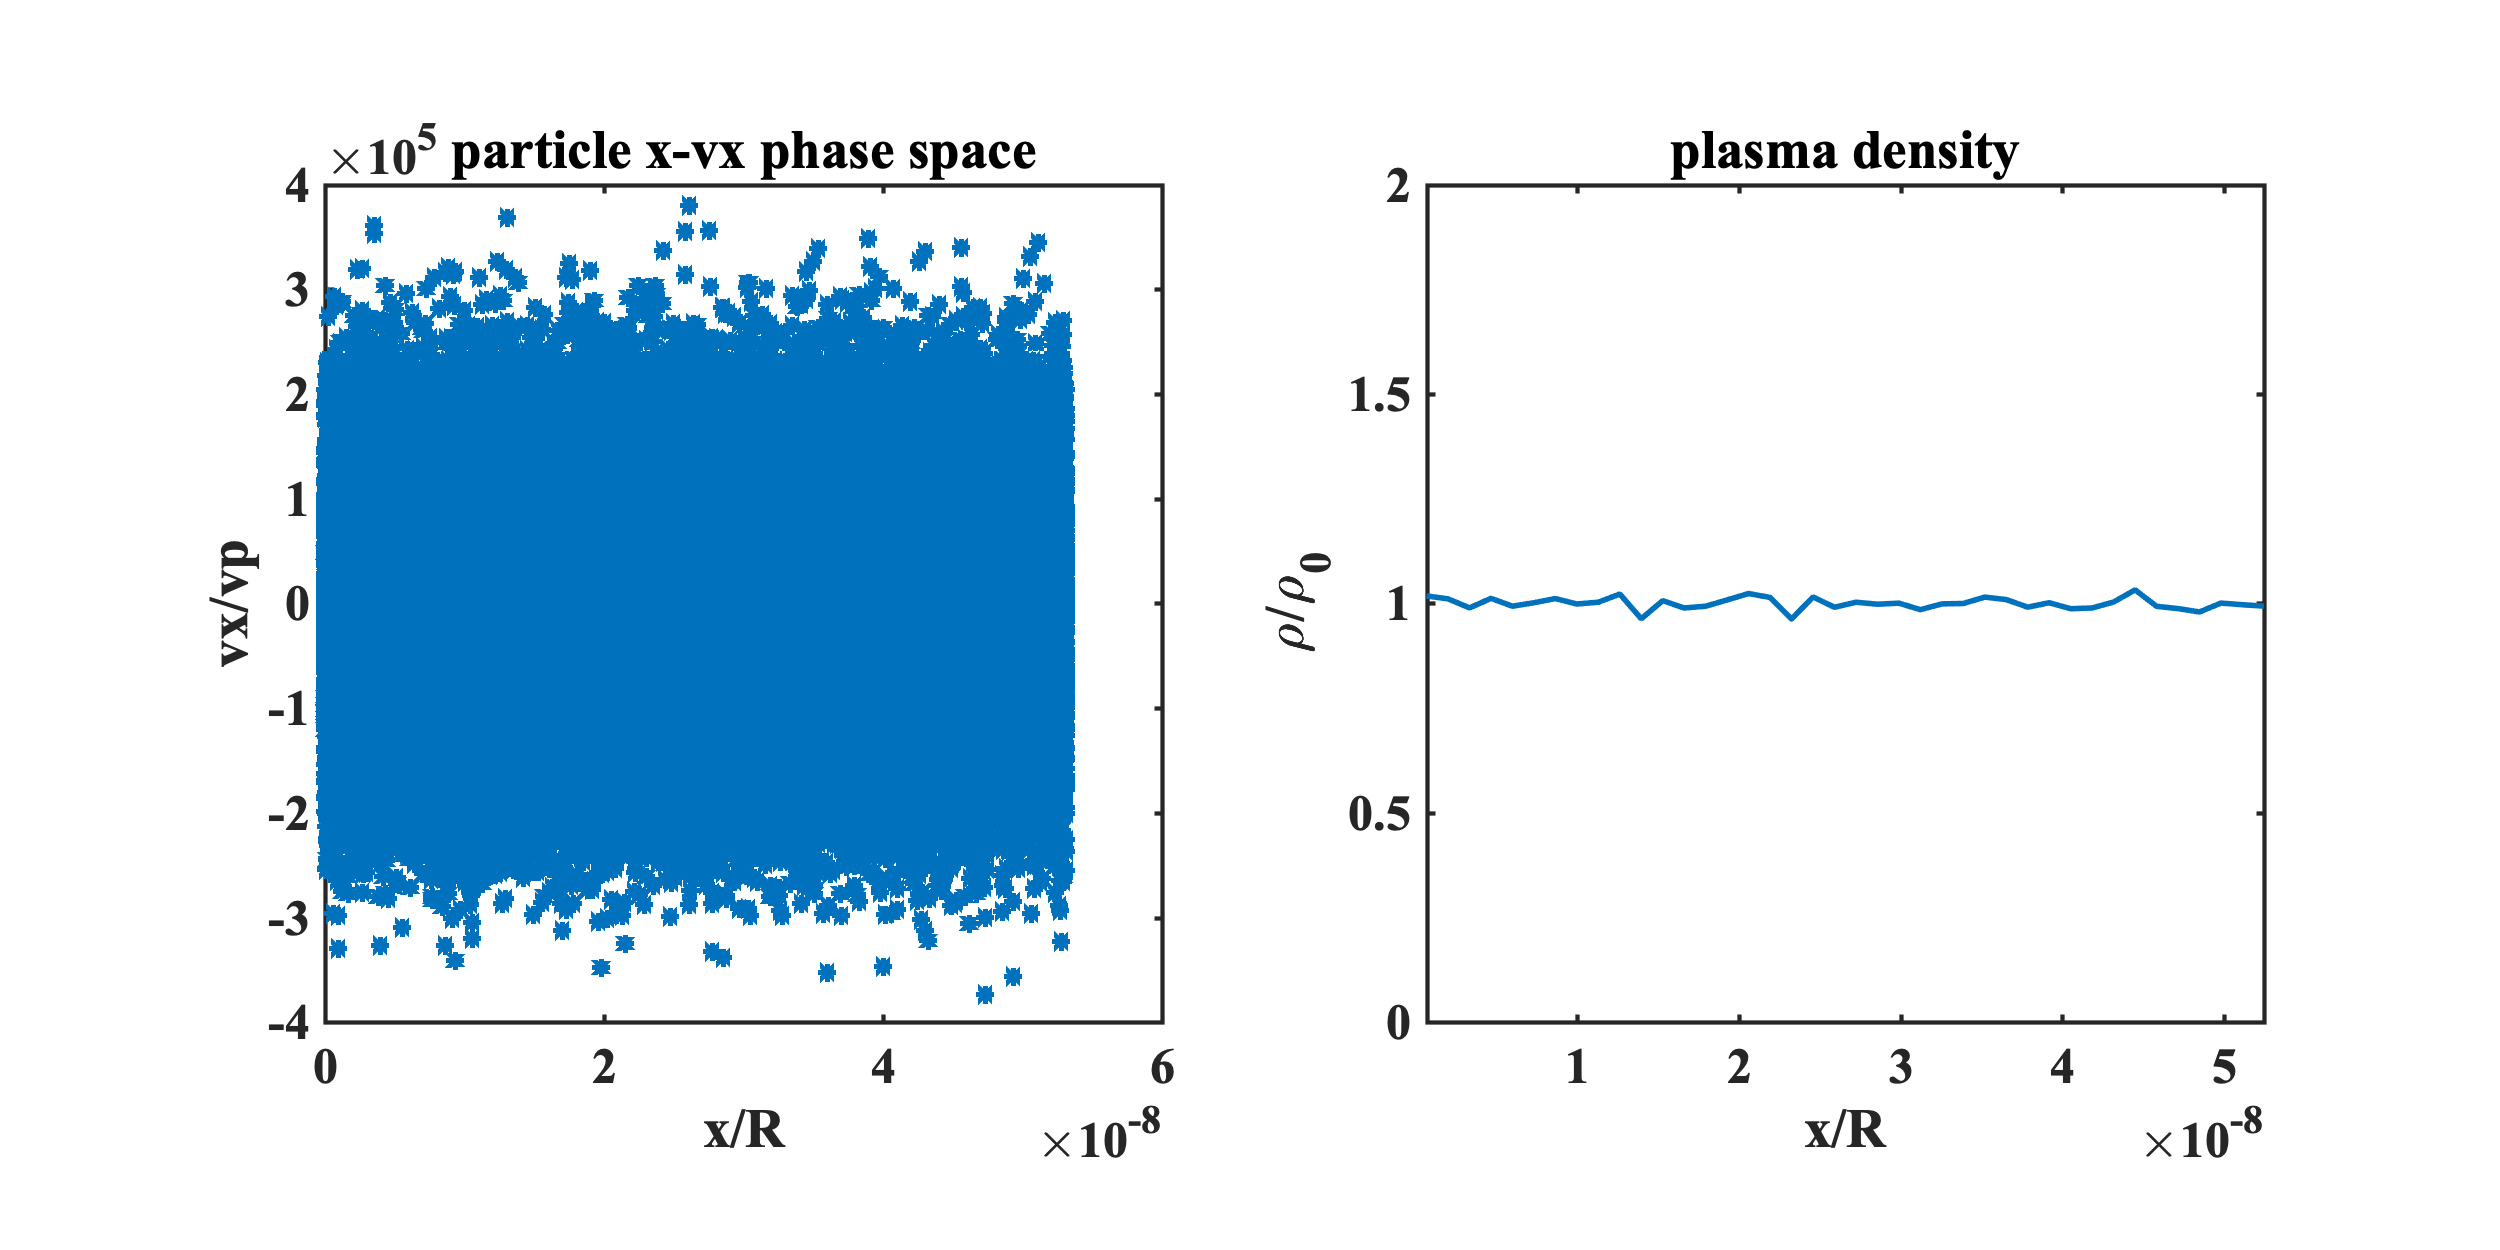 ×10⁵ particle x-vx phase space
4
3
2
1
0
-1
-2
-3
-4
vx/vp
0 2 4 6
x/R
×10⁻⁸
plasma density
2
1.5
1
0.5
0
ρ/ρ₀
1 2 3 4 5
x/R
×10⁻⁸